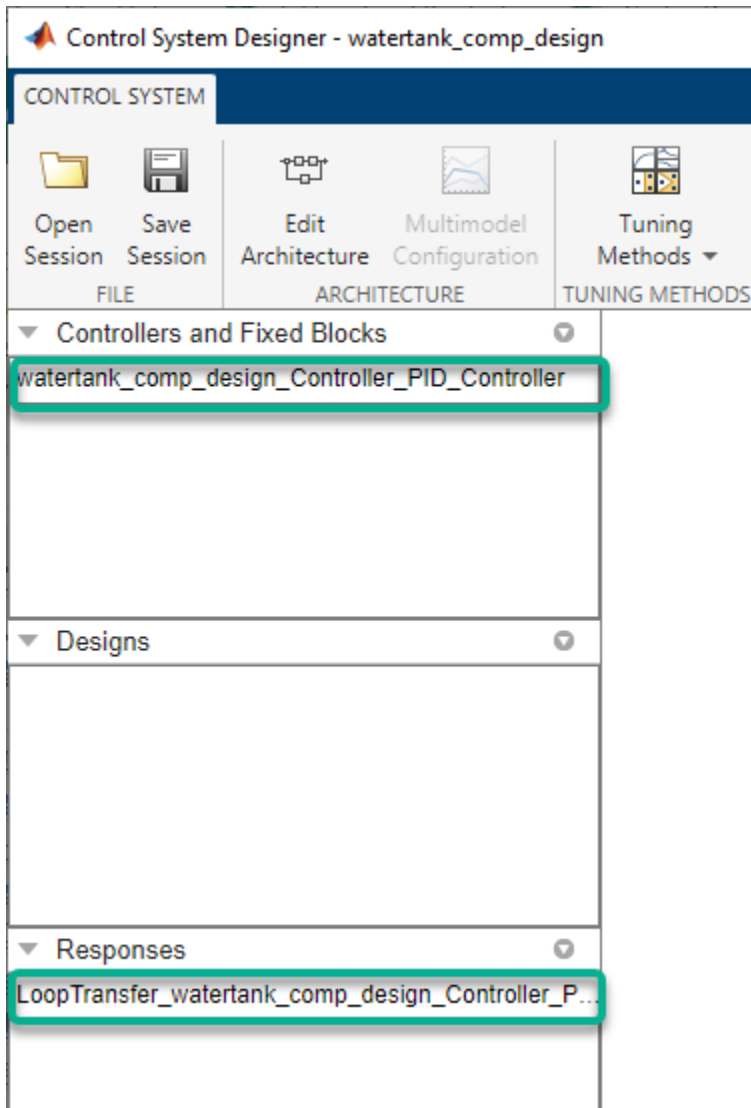 Control System Designer - watertank_comp_design
CONTROL SYSTEM
Open Session
Save Session
Edit Architecture
Multimodel Configuration
Tuning Methods
FILE
ARCHITECTURE
TUNING METHODS
Controllers and Fixed Blocks
watertank_comp_design_Controller_PID_Controller
Designs
Responses
LoopTransfer_watertank_comp_design_Controller_P...